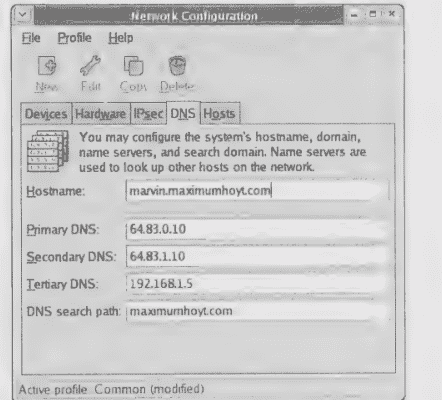 Network Configuration
File Profile Help
New Edit Copy Delete
Devices Hardware IPsec DNS Hosts
You may configure the system's hostname, domain,
name servers, and search domain. Name servers are
used to look up other hosts on the network.
Hostname: marvin.maximumhoyt.com
Primary DNS: 64.83.0.10
Secondary DNS: 64.83.1.10
Tertiary DNS: 192.168.1.5
DNS search path: maximumhoyt.com
Active profile Common (modified)